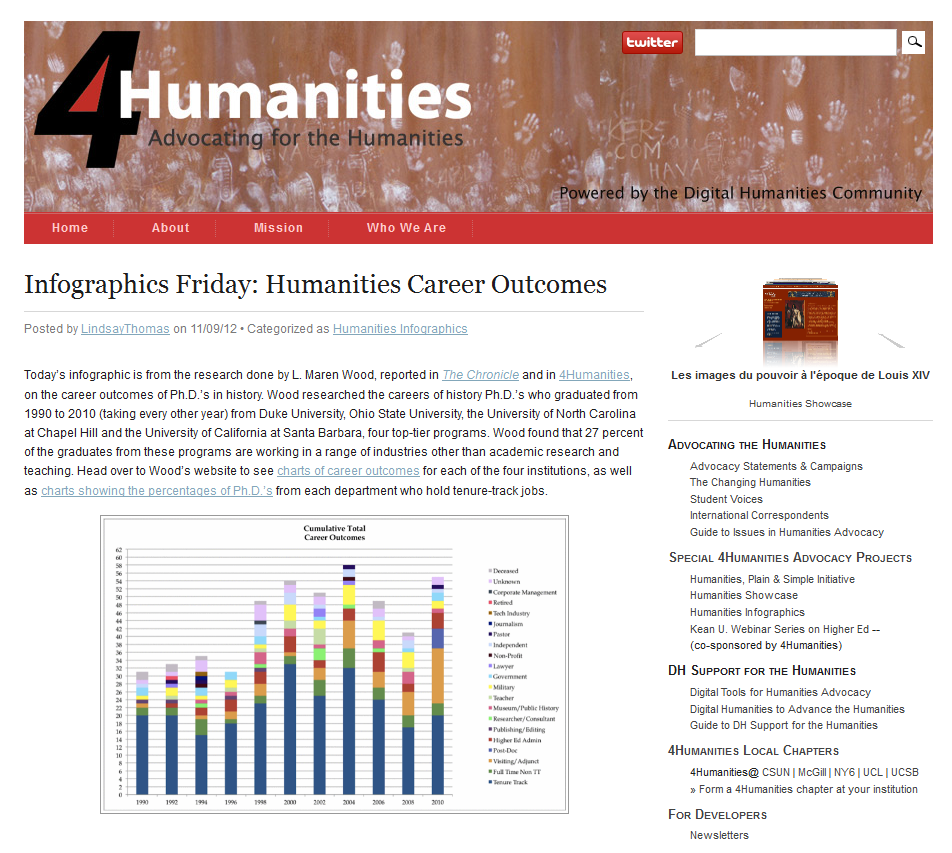 4Humanities
Advocating for the Humanities
twitter
KERS
COM
HAVA
Powered by the Digital Humanities Community
Home About Mission Who We Are
Infographics Friday: Humanities Career Outcomes
Posted by LindsayThomas on 11/09/12 • Categorized as Humanities Infographics
Today's infographic is from the research done by L. Maren Wood, reported in The Chronicle and in 4Humanities,
on the career outcomes of Ph.D.'s in history. Wood researched the careers of history Ph.D.'s who graduated from
1990 to 2010 (taking every other year) from Duke University, Ohio State University, the University of North Carolina
at Chapel Hill and the University of California at Santa Barbara, four top-tier programs. Wood found that 27 percent
of the graduates from these programs are working in a range of industries other than academic research and
teaching. Head over to Wood's website to see charts of career outcomes for each of the four institutions, as well
as charts showing the percentages of Ph.D.'s from each department who hold tenure-track jobs.
Cumulative Total
Career Outcomes
62
60
58
56
54
52
50
48
46
44
42
40
38
36
34
32
30
28
26
24
22
20
18
16
14
12
10
8
6
4
2
0
1990 1992 1994 1996 1998 2000 2002 2004 2006 2008 2010
Deceased
Unknown
Corporate Management
Retired
Tech Industry
Journalism
Pastor
Independent
Non-Profit
Lawyer
Government
Military
Teacher
Museum/Public History
Researcher/Consultant
Publishing/Editing
Higher Ed Admin
Post-Doc
Visiting/Adjunct
Full Time Non TT
Tenure Track
Les images du pouvoir à l'époque de Louis XIV
Humanities Showcase
Advocating the Humanities
Advocacy Statements & Campaigns
The Changing Humanities
Student Voices
International Correspondents
Guide to Issues in Humanities Advocacy
Special 4Humanities Advocacy Projects
Humanities, Plain & Simple Initiative
Humanities Showcase
Humanities Infographics
Kean U. Webinar Series on Higher Ed --
(co-sponsored by 4Humanities)
DH Support for the Humanities
Digital Tools for Humanities Advocacy
Digital Humanities to Advance the Humanities
Guide to DH Support for the Humanities
4Humanities Local Chapters
4Humanities@ CSUN | McGill | NY6 | UCL | UCSB
» Form a 4Humanities chapter at your institution
For Developers
Newsletters